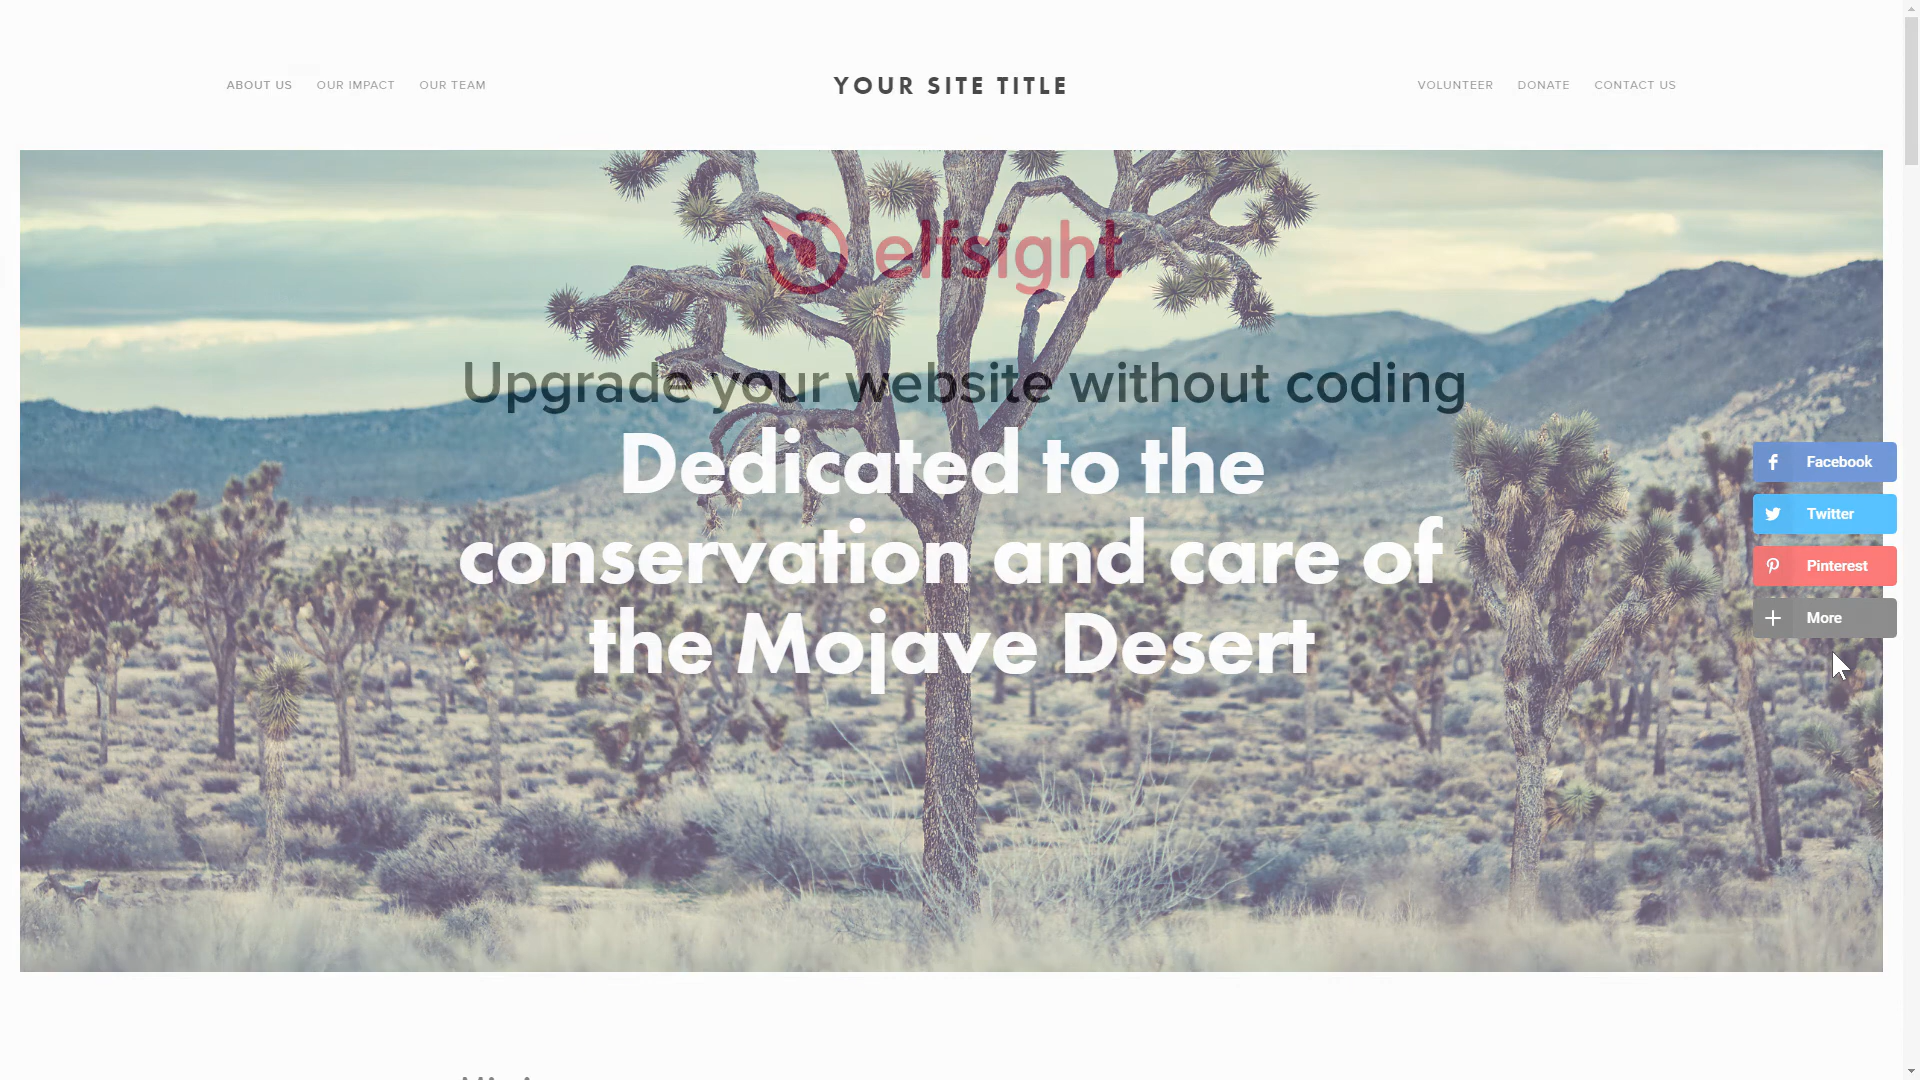 ABOUT US OUR IMPACT OUR TEAM
YOUR SITE TITLE
VOLUNTEER DONATE CONTACT US
elfsight
Upgrade your website without coding
Dedicated to the
conservation and care of
the Mojave Desert
Facebook
Twitter
Pinterest
More